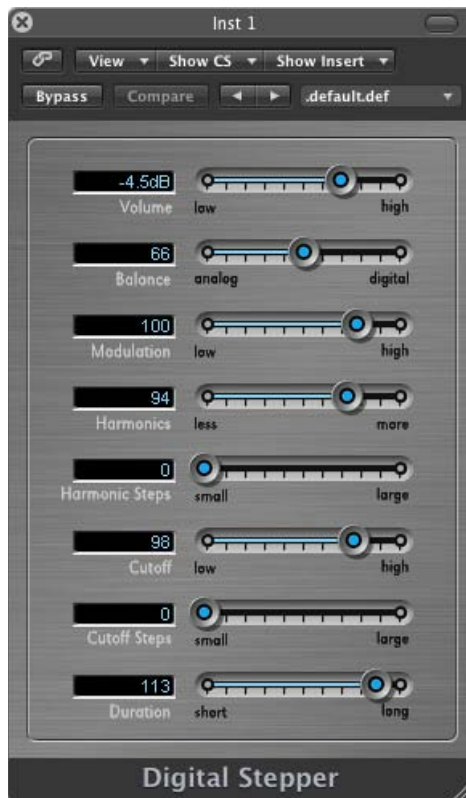 Inst 1
View Show CS Show Insert
Bypass Compare .default.def
-4.5dB
Volume low high
66
Balance analog digital
100
Modulation low high
94
Harmonics less more
0
Harmonic Steps small large
98
Cutoff low high
0
Cutoff Steps small large
113
Duration short long
Digital Stepper